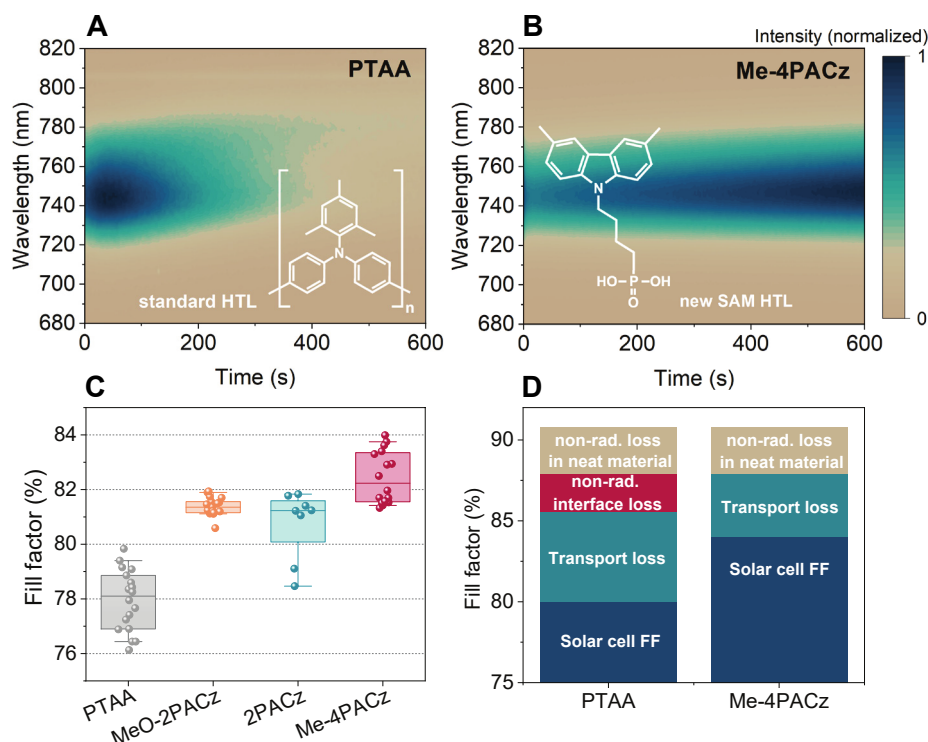 A
B
Intensity (normalized)
820
800
780
760
740
720
700
680
Wavelength (nm)
PTAA
N
n
standard HTL
0
200
400
600
Time (s)
820
800
780
760
740
720
700
680
Wavelength (nm)
Me-4PACz
N
HO
P
OH
O
new SAM HTL
0
200
400
600
Time (s)
1
0
C
84
82
80
78
76
Fill factor (%)
PTAA
MeO-2PACz
2PACz
Me-4PACz
D
90
85
80
75
Fill factor (%)
non-rad. loss
in neat material
non-rad.
interface loss
Transport loss
Solar cell FF
non-rad. loss
in neat material
Transport loss
Solar cell FF
PTAA
Me-4PACz